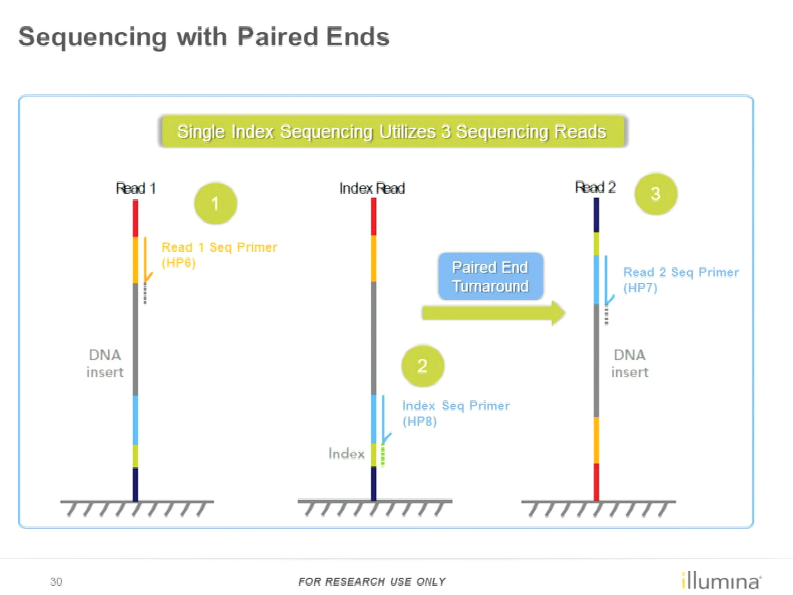 Sequencing with Paired Ends
Single Index Sequencing Utilizes 3 Sequencing Reads
Read 1
1
Index Read
Read 2
3
Read 1 Seq Primer
(HP6)
Paired End
Turnaround
Read 2 Seq Primer
(HP7)
DNA
insert
2
DNA
insert
Index Seq Primer
(HP8)
Index
30
FOR RESEARCH USE ONLY
illumina